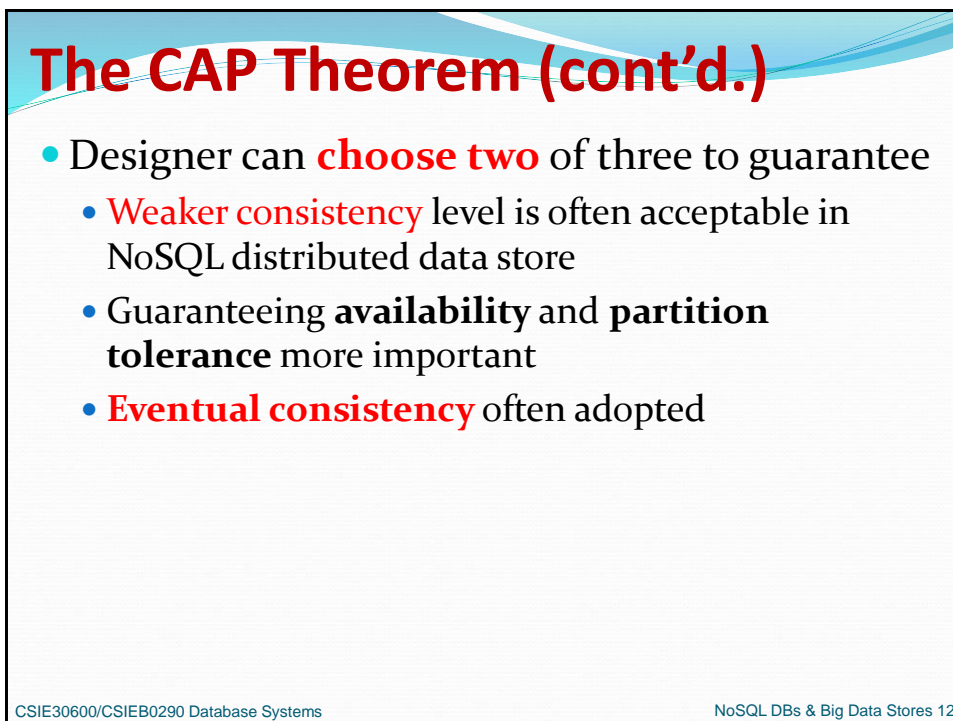 The CAP Theorem (cont’d.)
• Designer can choose two of three to guarantee
• Weaker consistency level is often acceptable in
NoSQL distributed data store
• Guaranteeing availability and partition
tolerance more important
• Eventual consistency often adopted
CSIE30600/CSIEB0290 Database Systems
NoSQL DBs & Big Data Stores 12